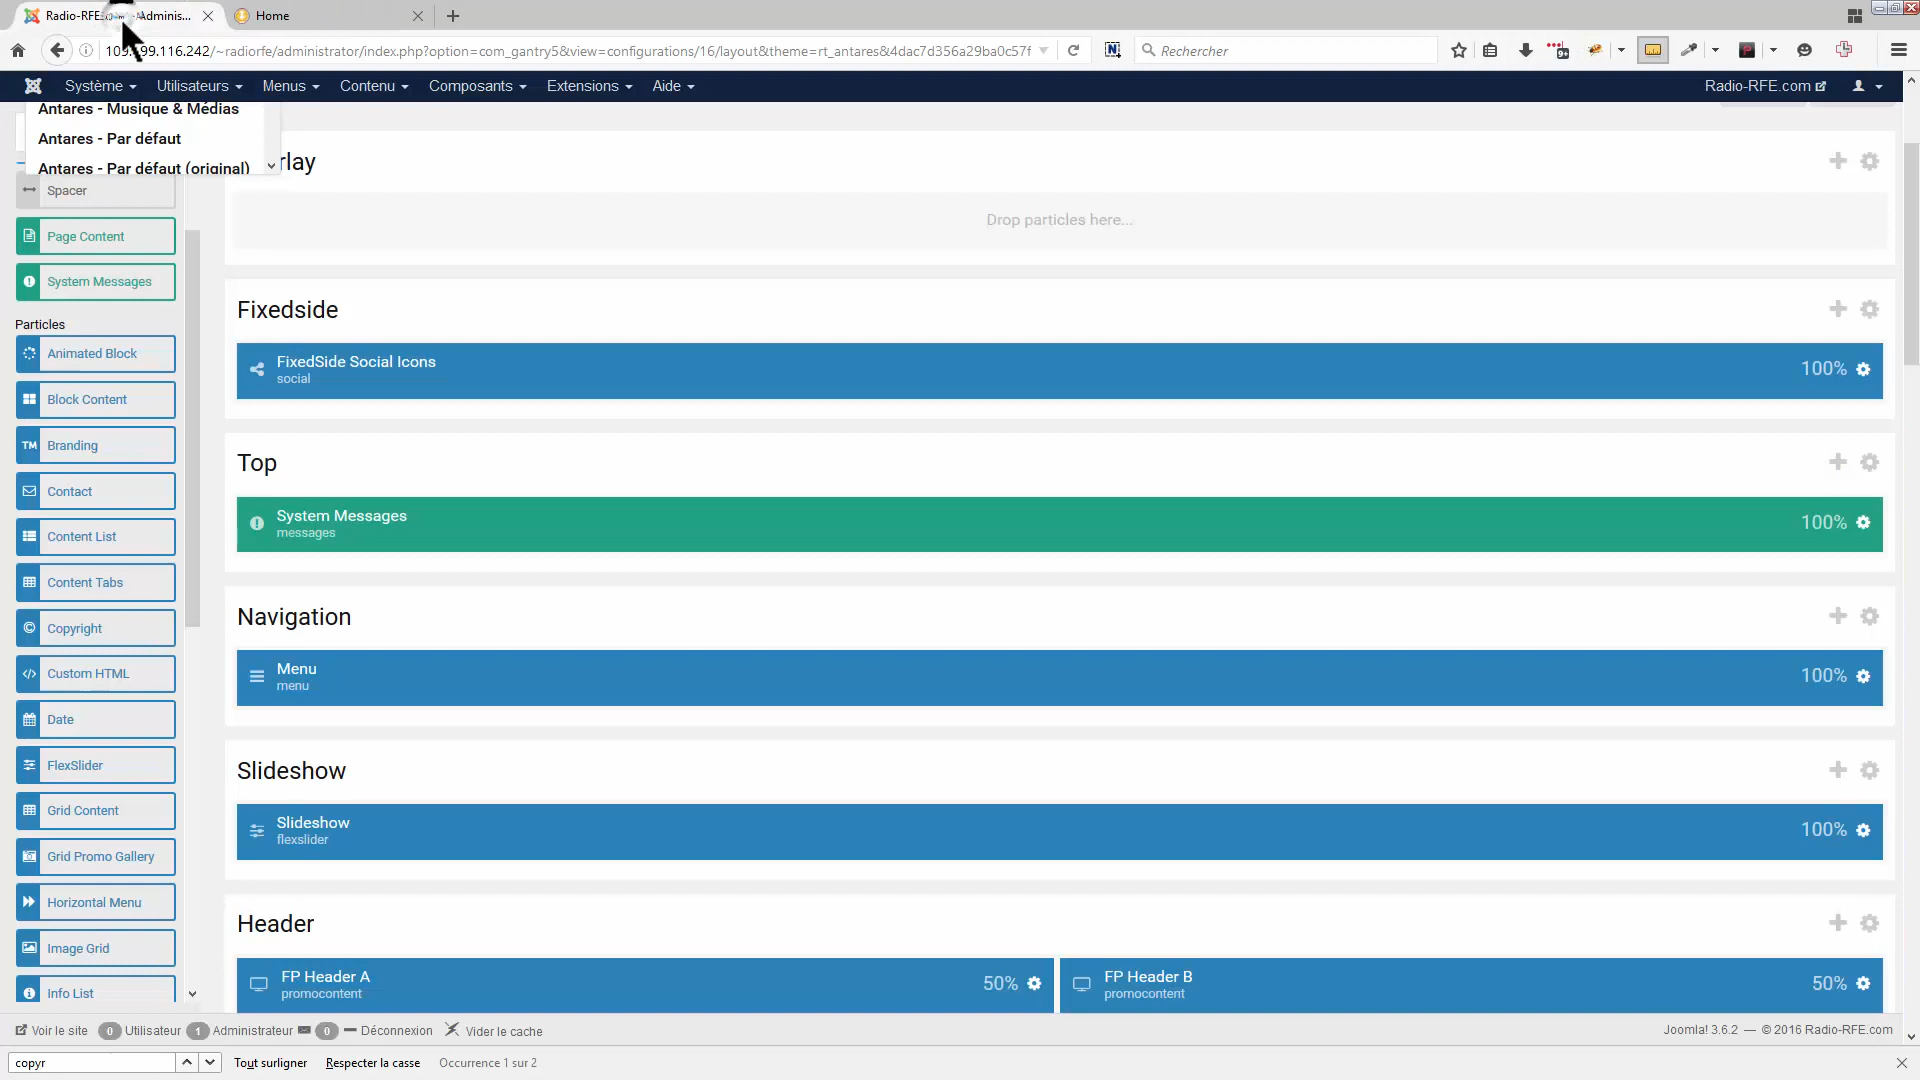 Radio-RFE
Adminis...
Home
.116.242/~radiorfe/administrator/index.php?option=com_gantry5&view=configurations/16/layout&theme=rt_antares&4dac7d356a29ba0c57f
Rechercher
Système
Utilisateurs
Menus
Contenu
Composants
Extensions
Aide
Radio-RFE.com
Antares - Musique & Médias
Antares - Par défaut
Antares - Par défaut (original)
rlay
Spacer
Drop particles here...
Page Content
System Messages
Particles
Animated Block
Block Content
Branding
Contact
Content List
Content Tabs
Copyright
Custom HTML
Date
FlexSlider
Grid Content
Grid Promo Gallery
Horizontal Menu
Image Grid
Info List
Fixedside
FixedSide Social Icons
social
100%
Top
System Messages
messages
100%
Navigation
Menu
menu
100%
Slideshow
Slideshow
flexslider
100%
Header
FP Header A
promocontent
50%
FP Header B
promocontent
50%
Voir le site 0 Utilisateur 1 Administrateur 0 Déconnexion Vider le cache
Joomla! 3.6.2 — © 2016 Radio-RFE.com
copyr
Tout surligner
Respecter la casse
Occurrence 1 sur 2